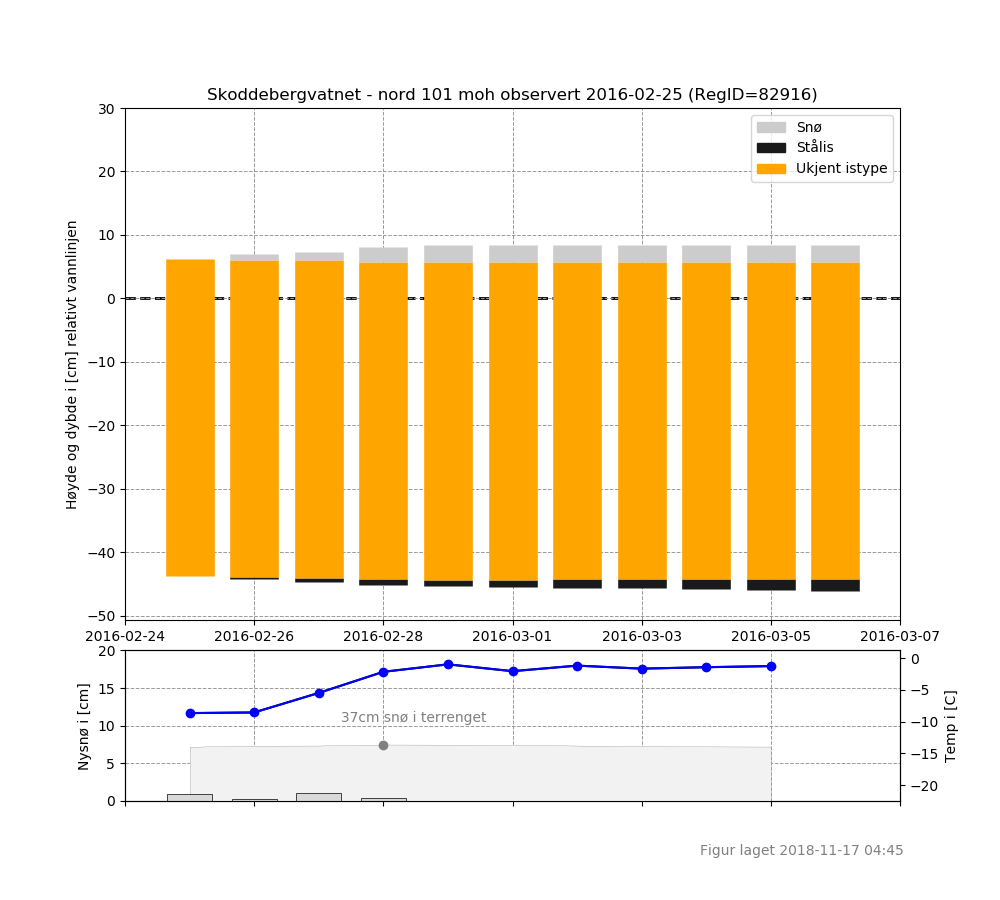 Skoddebergvatnet - nord 101 moh observert 2016-02-25 (RegID=82916)
Høyde og dybde i [cm] relativt vannlinjen
30
20
10
0
−10
−20
−30
−40
−50
Snø
Stålis
Ukjent istype
2016-02-24 2016-02-26 2016-02-28 2016-03-01 2016-03-03 2016-03-05 2016-03-07
Nysnø i [cm]
20
15
10
5
0
37cm snø i terrenget
0
−5
−10
−15
−20
Temp i [C]
Figur laget 2018-11-17 04:45